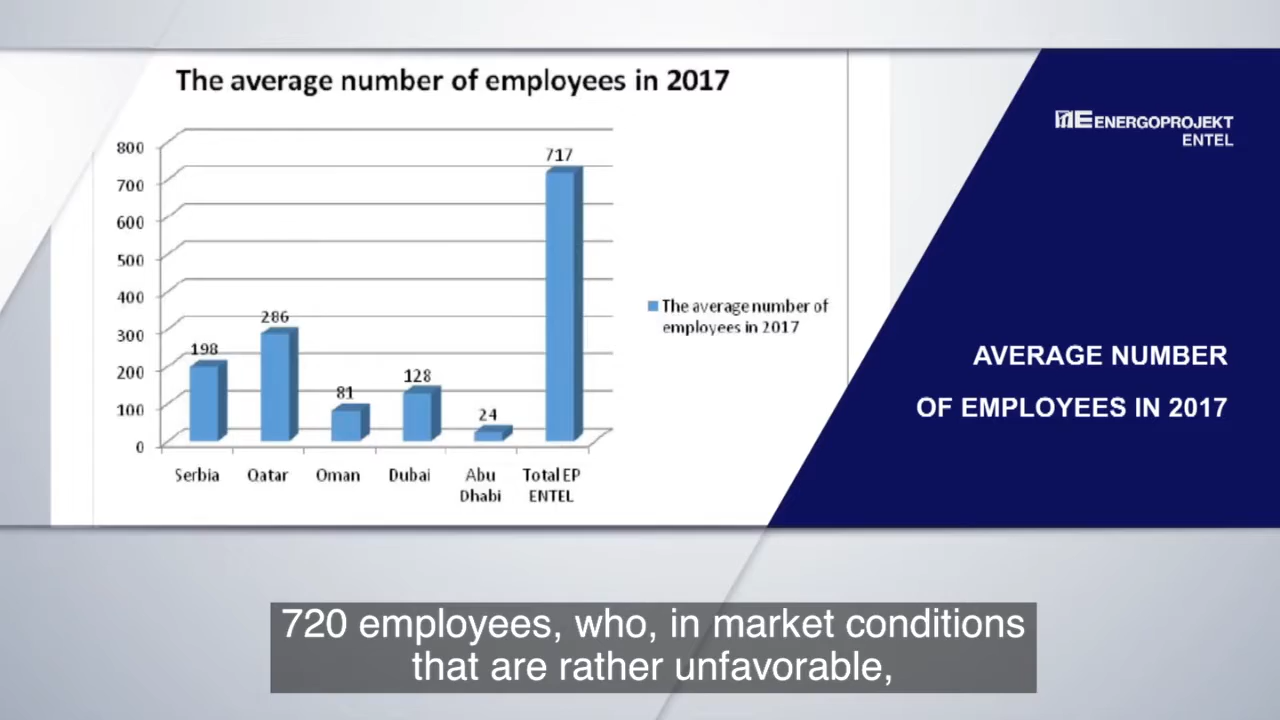 The average number of employees in 2017
800
700
600
500
400
300
200
100
0
198
286
81
128
24
717
Serbia
Qatar
Oman
Dubai
Abu
Dhabi
Total EP
ENTEL
The average number of
employees in 2017
ENERGOPROJEKT
ENTEL
AVERAGE NUMBER
OF EMPLOYEES IN 2017
720 employees, who, in market conditions
that are rather unfavorable,